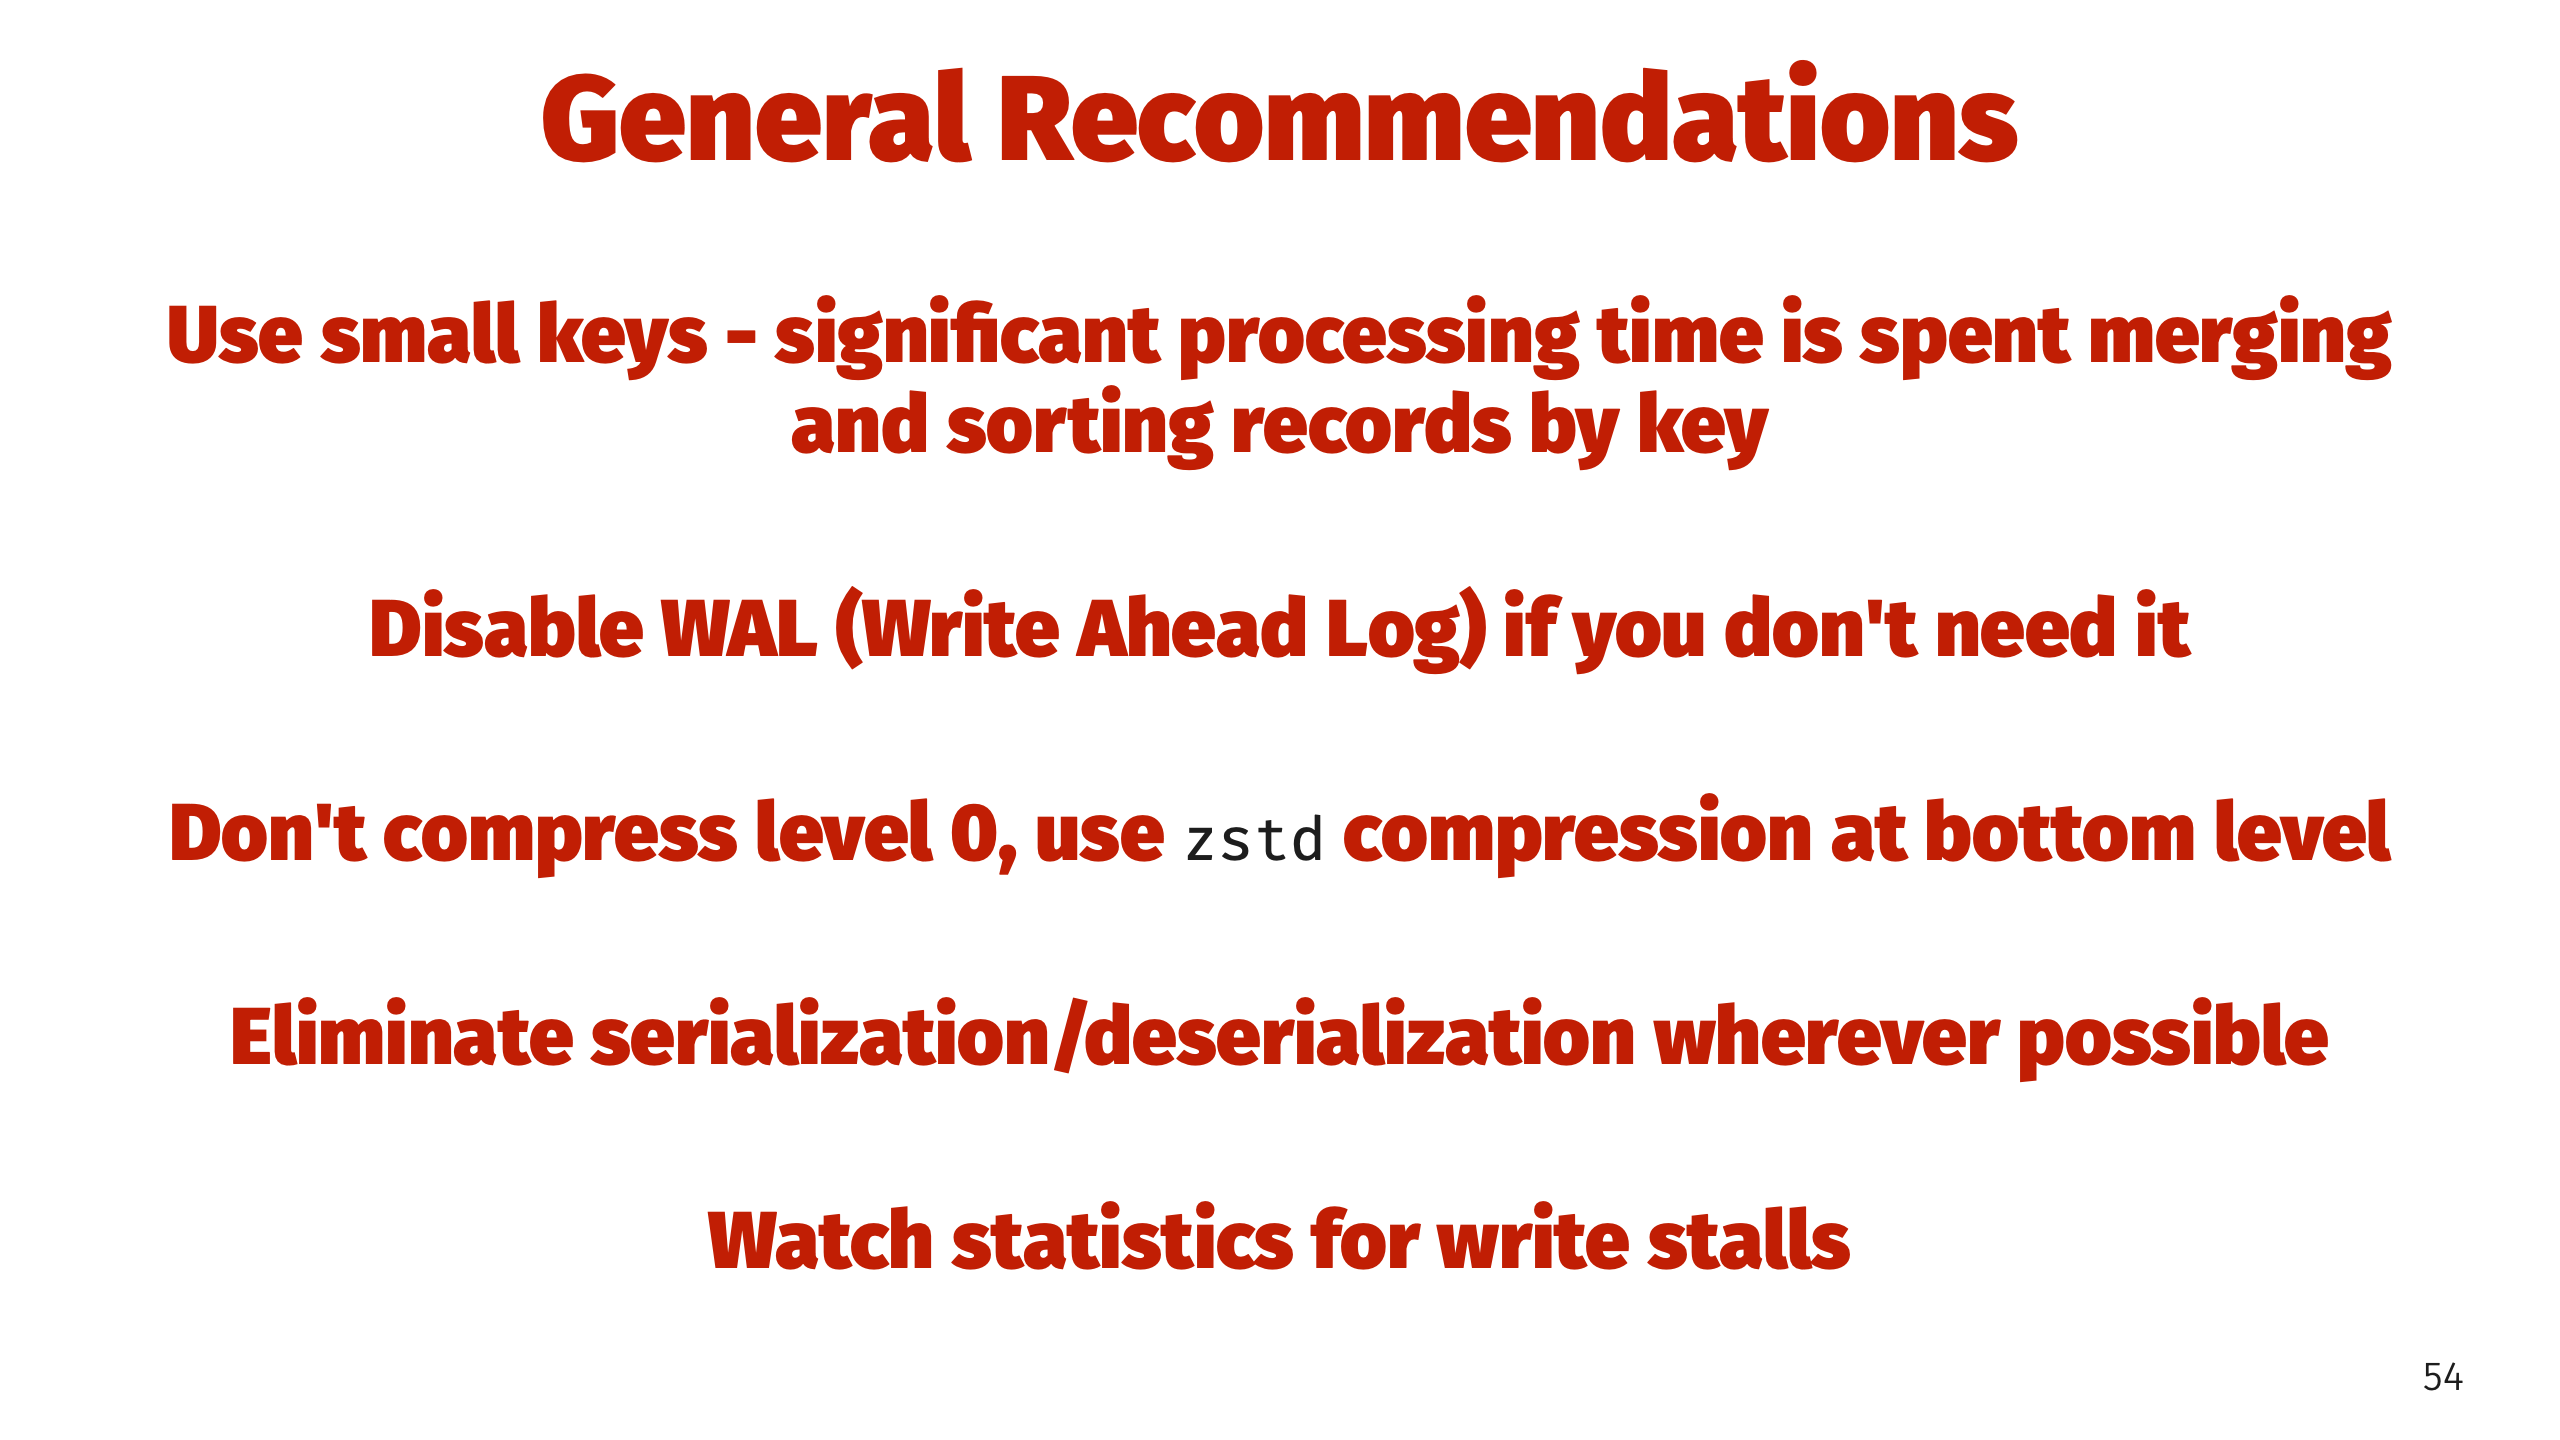 General Recommendations
Use small keys - significant processing time is spent merging
and sorting records by key
Disable WAL (Write Ahead Log) if you don't need it
Don't compress level 0, use zstd compression at bottom level
Eliminate serialization/deserialization wherever possible
Watch statistics for write stalls
54